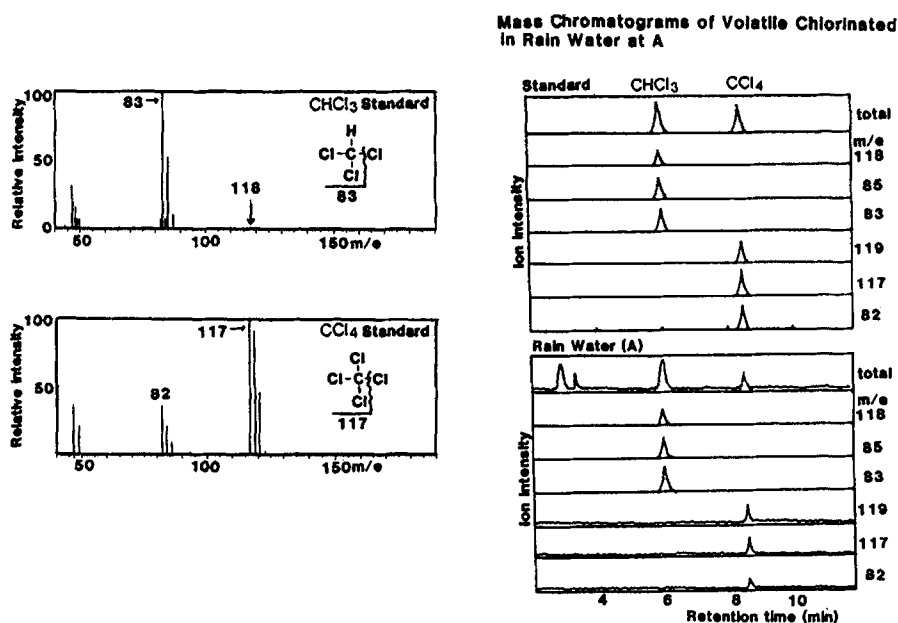 Mass Chromatograms of Volatile Chlorinated
in Rain Water at A
100
50
0
Relative Intensity
83→
118
CHCl3 Standard
H
Cl-C Cl
Cl
83
50
100
150 m/e
100
50
Relative Intensity
117→
82
CCl4 Standard
Cl
Cl-C Cl
Cl
117
50
100
150 m/e
Standard
CHCl3
CCl4
total
m/e
118
85
83
119
117
82
Ion Intensity
Rain Water (A)
total
m/e
118
85
83
119
117
82
Ion Intensity
4
6
8
10
Retention time (min)